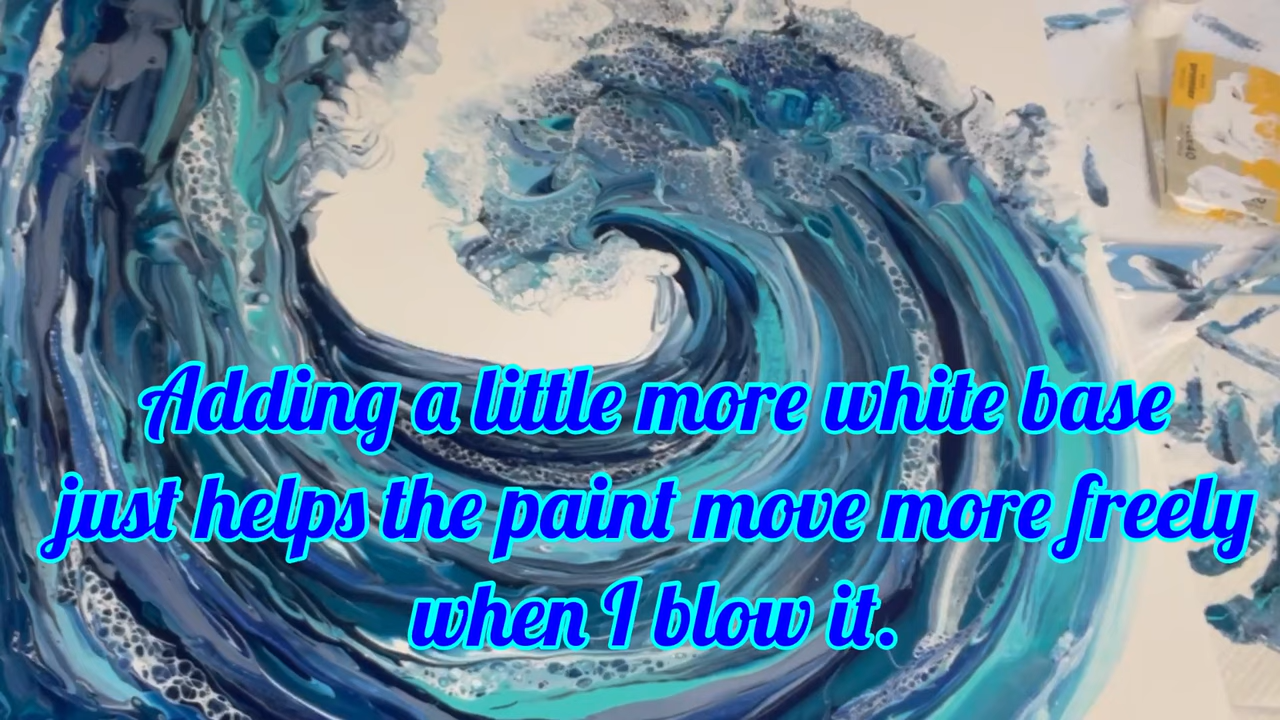 Adding a little more white base
just helps the paint move more freely
when I blow it.